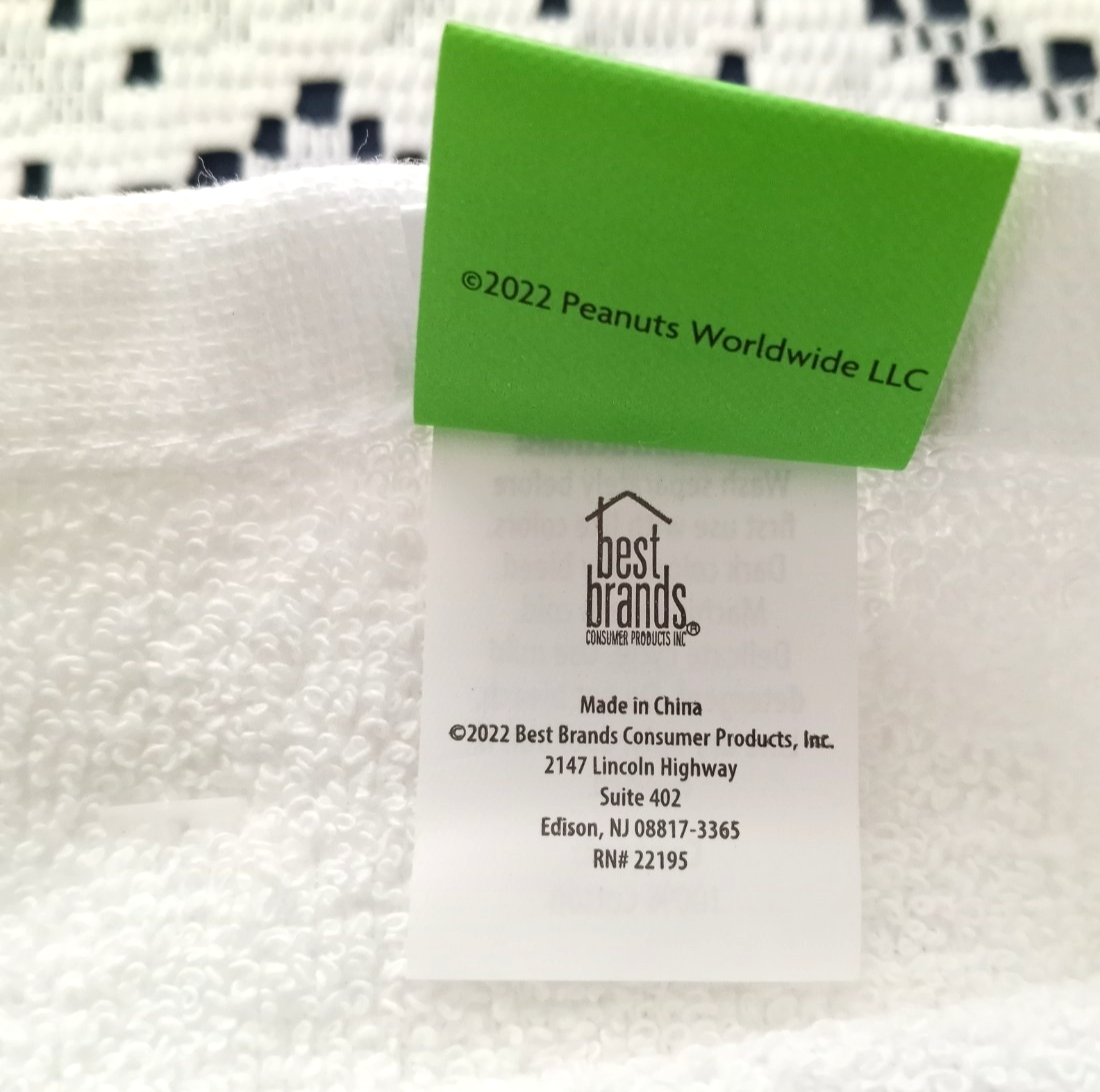 ©2022 Peanuts Worldwide LLC
best
brands®
CONSUMER PRODUCTS INC
Made in China
©2022 Best Brands Consumer Products, Inc.
2147 Lincoln Highway
Suite 402
Edison, NJ 08817-3365
RN# 22195